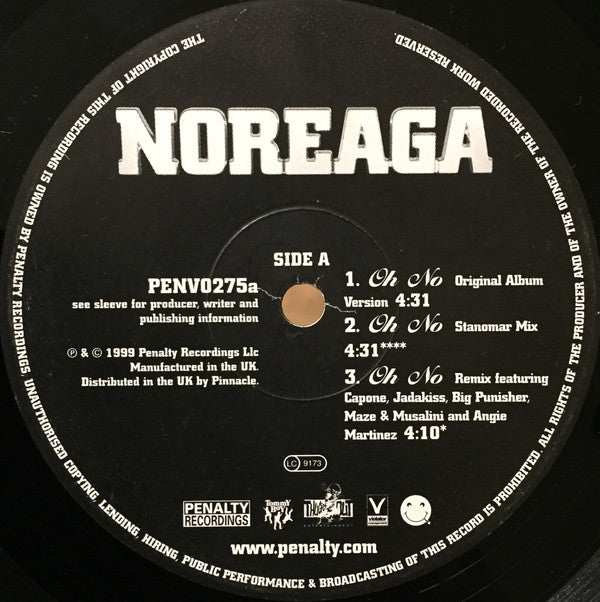 NOREAGA
SIDE A
PENV0275a
see sleeve for producer, writer and
publishing information
℗ & © 1999 Penalty Recordings Llc
Manufactured in the UK.
Distributed in the UK by Pinnacle.
1. Oh No Original Album
Version 4:31
2. Oh No Stanomar Mix
4:31****
3. Oh No Remix featuring
Capone, Jadakiss, Big Punisher,
Maze & Musalini and Angie
Martinez 4:10*
LC 9173
PENALTY
RECORDINGS
Tommy
Boy
V
violator
management
www.penalty.com
THE COPYRIGHT OF THIS RECORDING IS OWNED BY PENALTY RECORDINGS. UNAUTHORISED COPYING, LENDING, HIRING, PUBLIC PERFORMANCE & BROADCASTING OF THIS RECORD IS PROHIBITED. ALL RIGHTS OF THE PRODUCER AND OF THE OWNER OF THE RECORDED WORK RESERVED.